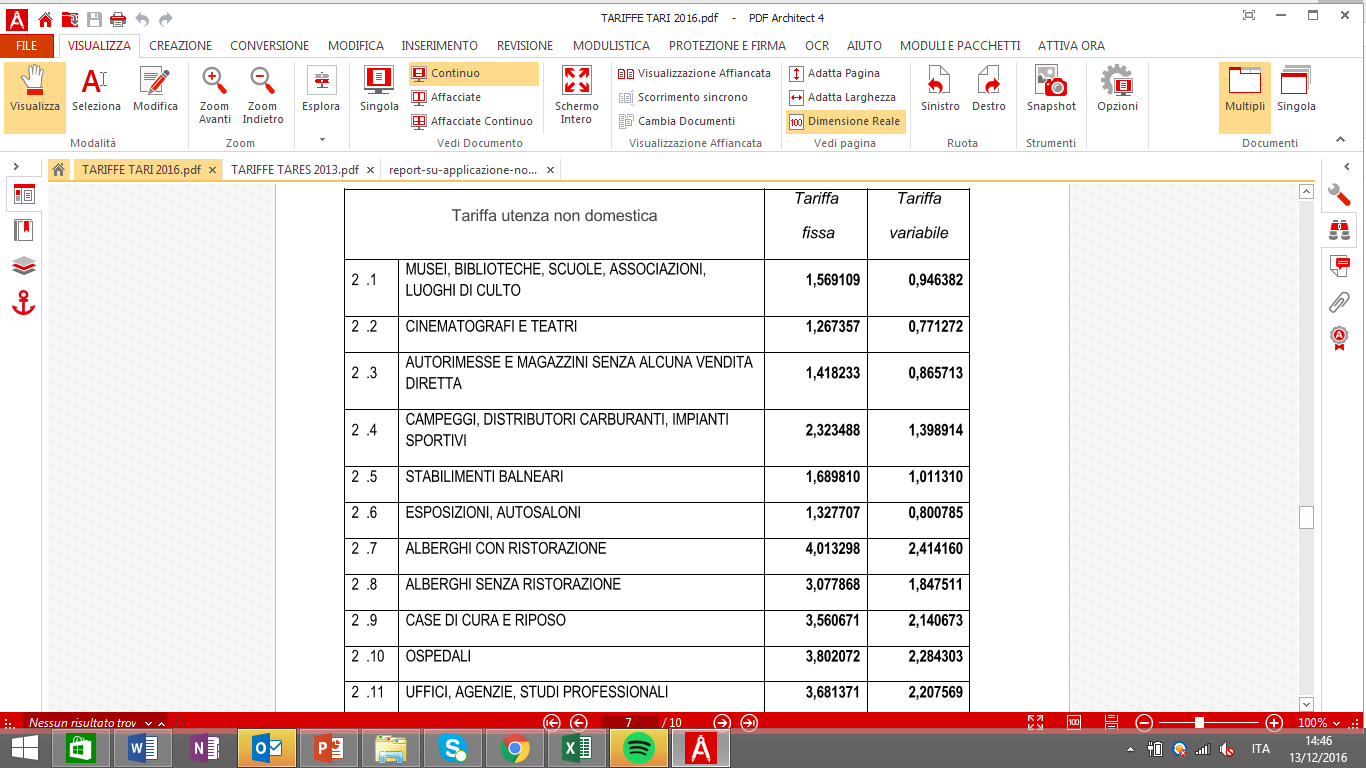 TARIFFE TARI 2016.pdf - PDF Architect 4
FILE VISUALIZZA CREAZIONE CONVERSIONE MODIFICA INSERIMENTO REVISIONE MODULISTICA PROTEZIONE E FIRMA OCR AIUTO MODULI E PACCHETTI ATTIVA ORA
Visualizza
Seleziona
Modifica
Modalità
Zoom Avanti
Zoom Indietro
Zoom
Esplora
Singola
Continuo
Affacciate
Affacciate Continuo
Vedi Documento
Schermo Intero
Visualizzazione Affiancata
Scorrimento sincrono
Cambia Documenti
Visualizzazione Affiancata
Adatta Pagina
Adatta Larghezza
100 Dimensione Reale
Vedi pagina
Sinistro
Destro
Ruota
Snapshot
Strumenti
Opzioni
Multipli
Singola
Documenti
TARIFFE TARI 2016.pdf × TARIFFE TARES 2013.pdf × report-su-applicazione-no... ×
Tariffa utenza non domestica
Tariffa
fissa
Tariffa
variabile
2 .1 MUSEI, BIBLIOTECHE, SCUOLE, ASSOCIAZIONI,
LUOGHI DI CULTO 1,569109 0,946382
2 .2 CINEMATOGRAFI E TEATRI 1,267357 0,771272
2 .3 AUTORIMESSE E MAGAZZINI SENZA ALCUNA VENDITA
DIRETTA 1,418233 0,865713
2 .4 CAMPEGGI, DISTRIBUTORI CARBURANTI, IMPIANTI
SPORTIVI 2,323488 1,398914
2 .5 STABILIMENTI BALNEARI 1,689810 1,011310
2 .6 ESPOSIZIONI, AUTOSALONI 1,327707 0,800785
2 .7 ALBERGHI CON RISTORAZIONE 4,013298 2,414160
2 .8 ALBERGHI SENZA RISTORAZIONE 3,077868 1,847511
2 .9 CASE DI CURA E RIPOSO 3,560671 2,140673
2 .10 OSPEDALI 3,802072 2,284303
2 .11 UFFICI, AGENZIE, STUDI PROFESSIONALI 3,681371 2,207569
Nessun risultato trov 7 / 10 100 100%
ITA
14:46
13/12/2016